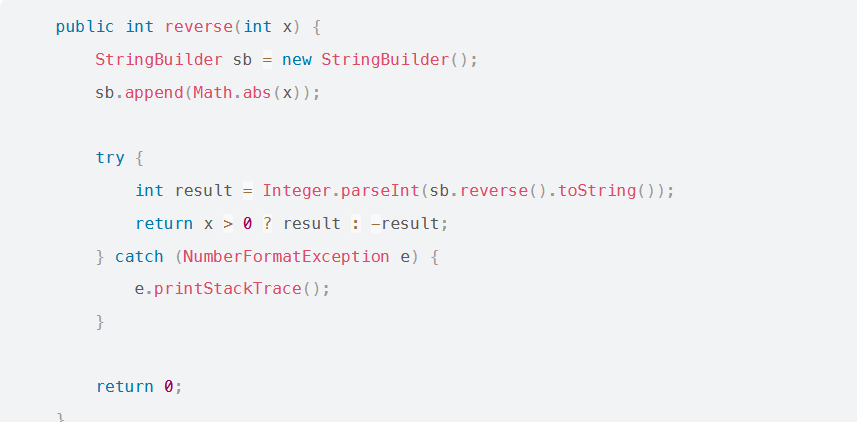 public int reverse(int x) {
StringBuilder sb = new StringBuilder();
sb.append(Math.abs(x));
try {
int result = Integer.parseInt(sb.reverse().toString());
return x > 0 ? result : -result;
} catch (NumberFormatException e) {
e.printStackTrace();
}
return 0;
}